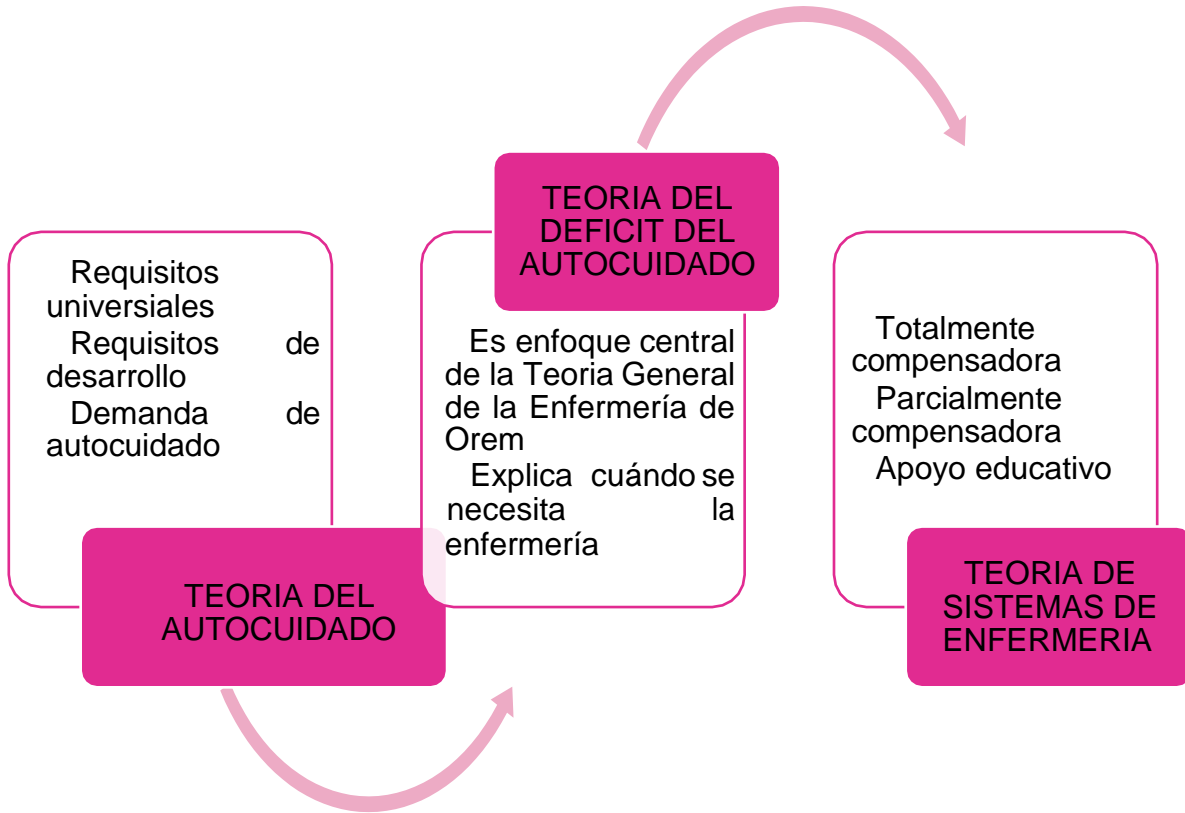 Requisitos
universiales
Requisitos de
desarrollo
Demanda de
autocuidado
TEORIA DEL
AUTOCUIDADO
TEORIA DEL
DEFICIT DEL
AUTOCUIDADO
Es enfoque central
de la Teoria General
de la Enfermería de
Orem
Explica cuándo se
necesita la
enfermería
Totalmente
compensadora
Parcialmente
compensadora
Apoyo educativo
TEORIA DE
SISTEMAS DE
ENFERMERIA